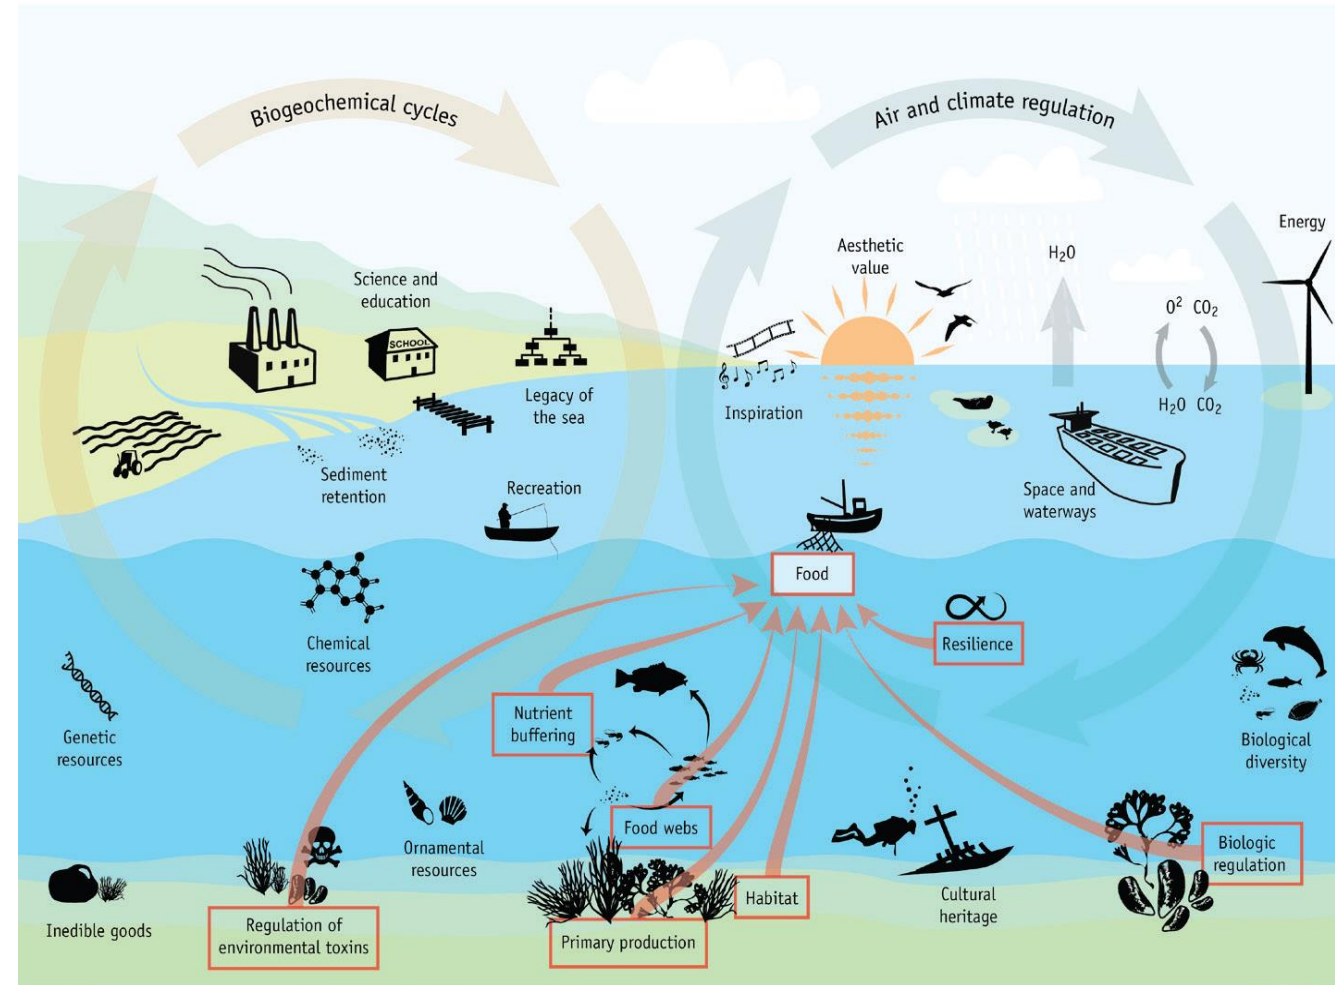 Biogeochemical cycles
Air and climate regulation
Energy
Aesthetic
value
H₂O
Science and
education
O² CO₂
SCHOOL
Legacy of
the sea
Inspiration
H₂O CO₂
Sediment
retention
Recreation
Space and
waterways
Food
Chemical
resources
Resilience
Nutrient
buffering
Genetic
resources
Biological
diversity
Food webs
Ornamental
resources
Biologic
regulation
Habitat
Cultural
heritage
Inedible goods
Regulation of
environmental toxins
Primary production